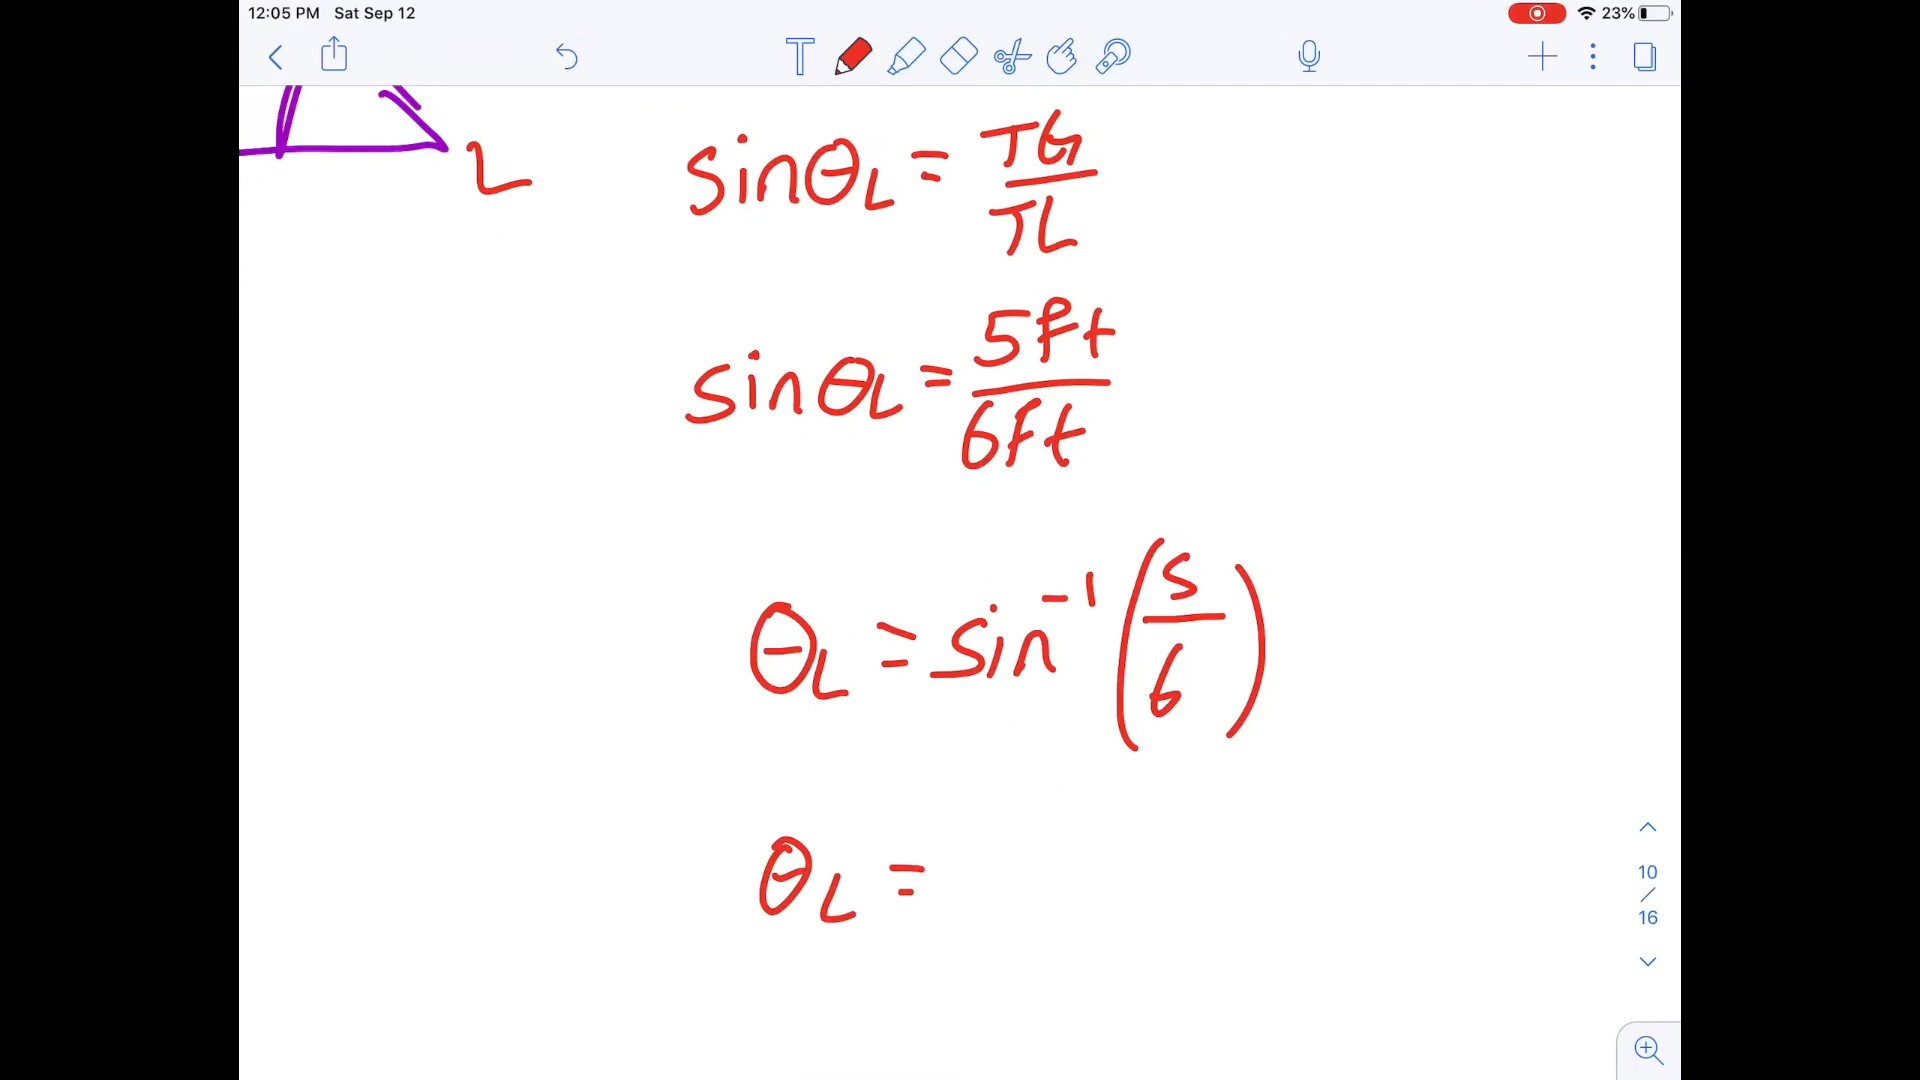 12:05 PM Sat Sep 12
23%
T
L
sinθL = TG/TL
sinθL = 5ft/6ft
θL = sin⁻¹(5/6)
θL =
10
/
16